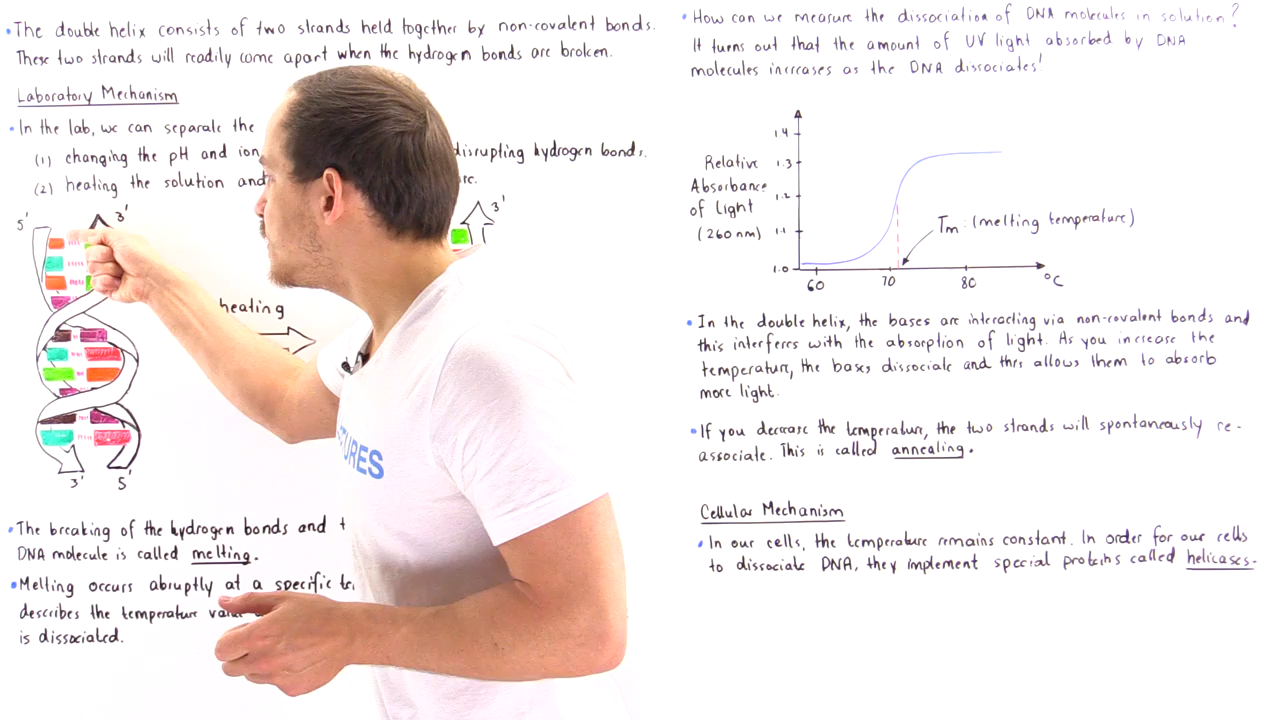 • The double helix consists of two strands held together by non-covalent bonds.
These two strands will readily come apart when the hydrogen bonds are broken.
Laboratory Mechanism
• In the lab, we can separate the
(1) changing the pH and ion disrupting hydrogen bonds.
(2) heating the solution and
5' 3'
3'
heating
3' 5'
• The breaking of the hydrogen bonds and t
DNA molecule is called melting.
• Melting occurs abruptly at a specific te
describes the temperature value
is dissociated.
TURES
• How can we measure the dissociation of DNA molecules in solution?
It turns out that the amount of UV light absorbed by DNA
molecules increases as the DNA dissociates!
Relative
Absorbance
of Light
(260 nm)
1.4
1.3
1.2
1.1
1.0
60 70 80 °C
Tm: (melting temperature)
• In the double helix, the bases are interacting via non-covalent bonds and
this interferes with the absorption of light. As you increase the
temperature, the bases dissociate and this allows them to absorb
more light.
• If you decrease the temperature, the two strands will spontaneously re-
associate. This is called annealing.
Cellular Mechanism
• In our cells, the temperature remains constant. In order for our cells
to dissociate DNA, they implement special proteins called helicases.